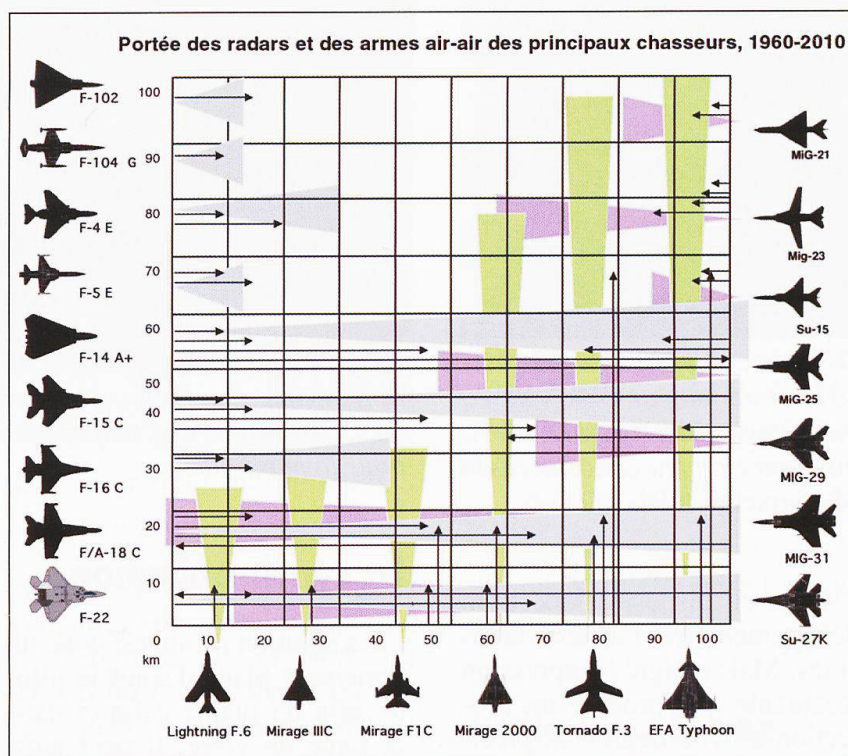 Portée des radars et des armes air-air des principaux chasseurs, 1960-2010
F-102
F-104 G
F-4 E
F-5 E
F-14 A+
F-15 C
F-16 C
F/A-18 C
F-22
100
90
80
70
60
50
40
30
20
10
0
km
10
20
30
40
50
60
70
80
90
100
MiG-21
Mig-23
Su-15
MiG-25
MIG-29
MIG-31
Su-27K
Lightning F.6
Mirage IIIC
Mirage F1C
Mirage 2000
Tornado F.3
EFA Typhoon